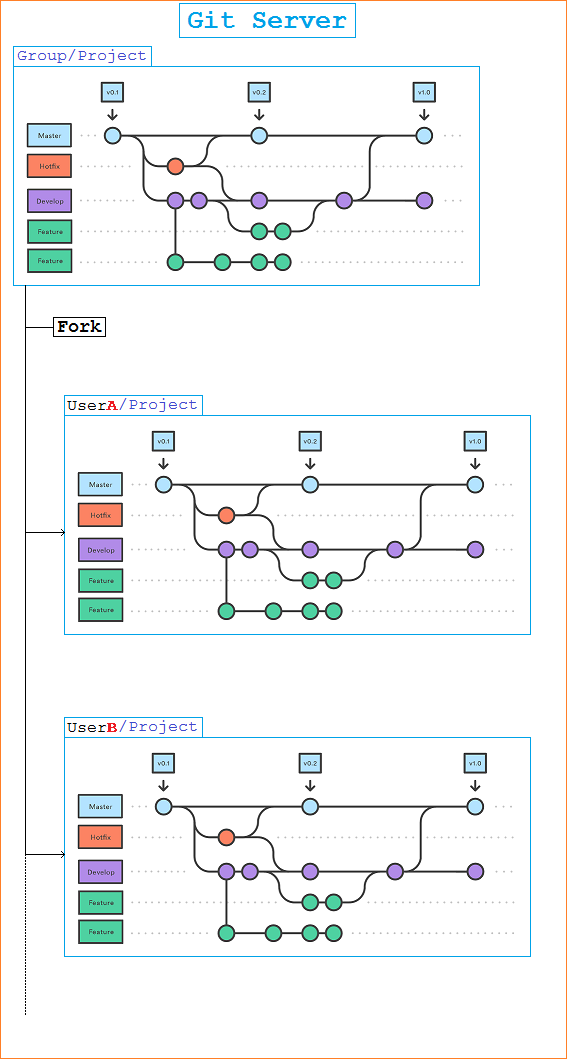 Git Server
Group/Project
v0.1 v0.2 v1.0
Master
Hotfix
Develop
Feature
Feature
Fork
UserA/Project
v0.1 v0.2 v1.0
Master
Hotfix
Develop
Feature
Feature
UserB/Project
v0.1 v0.2 v1.0
Master
Hotfix
Develop
Feature
Feature